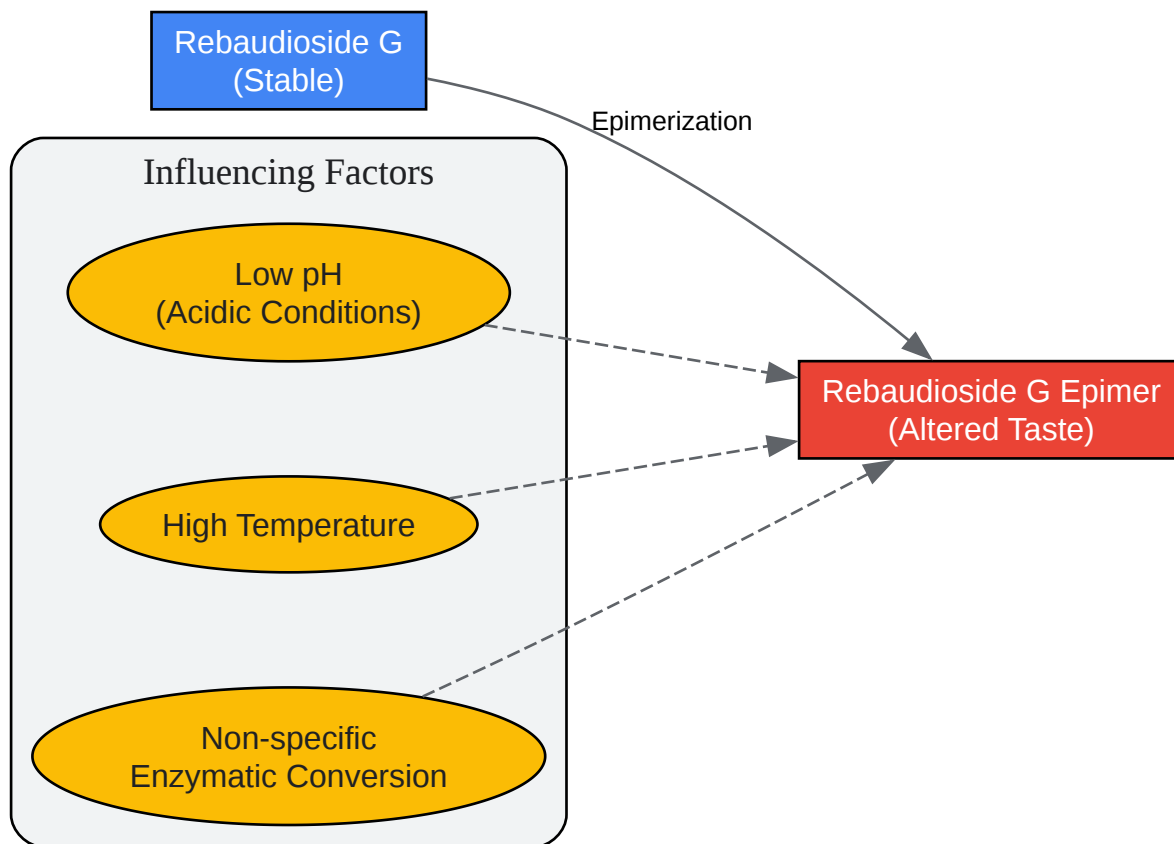 Rebaudioside G
(Stable)
Epimerization
Influencing Factors
Low pH
(Acidic Conditions)
Rebaudioside G Epimer
(Altered Taste)
High Temperature
Non-specific
Enzymatic Conversion